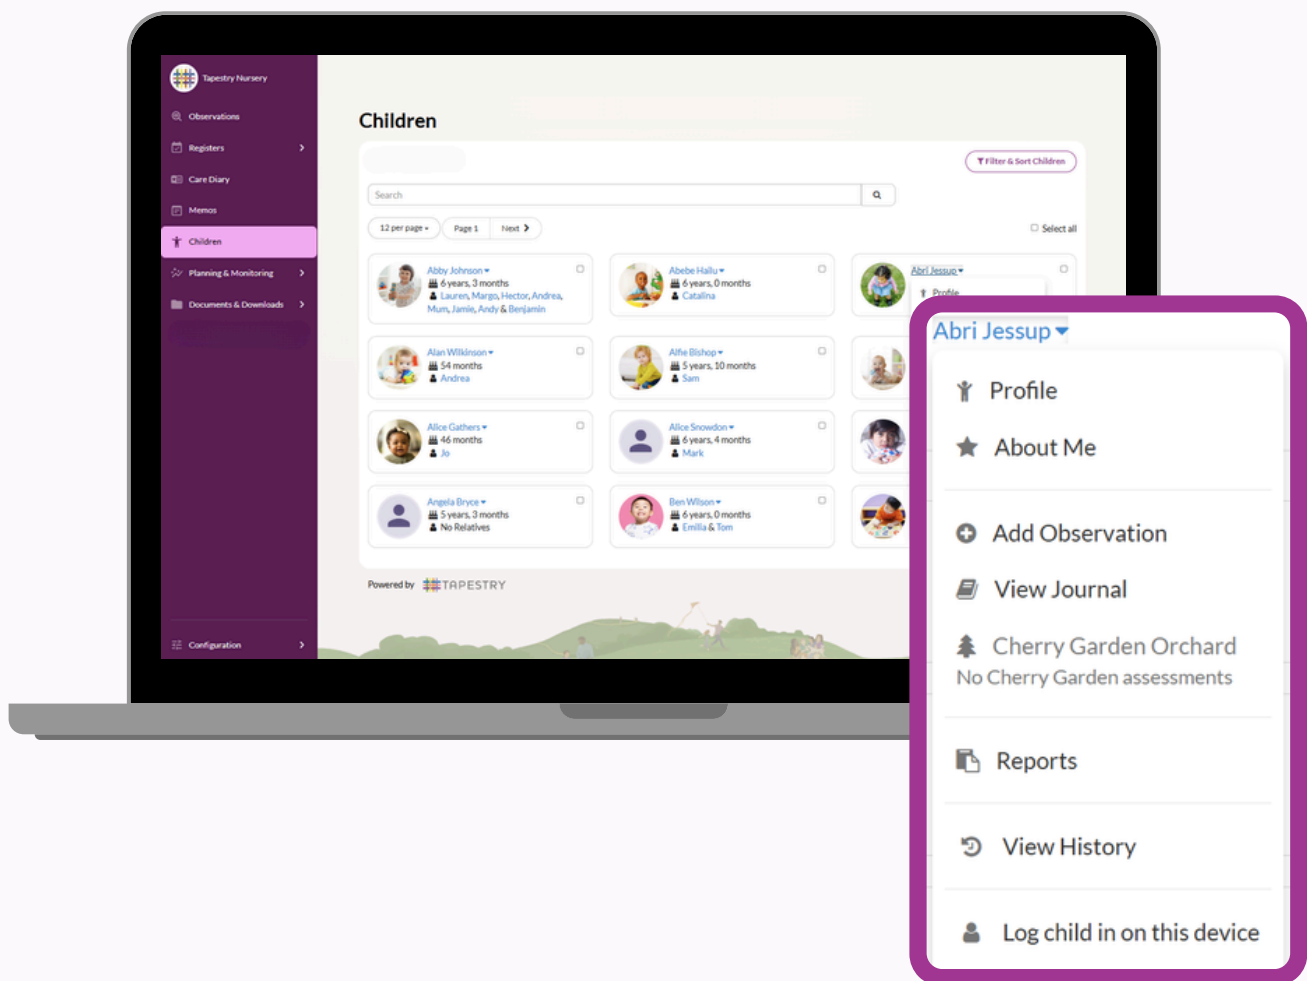 Tapestry Nursery
Observations
Registers
Care Diary
Memos
Children
Planning & Monitoring
Documents & Downloads
Configuration
Children
Filter & Sort Children
Search
12 per page
Page 1
Next
Select all
Abby Johnson
6 years, 3 months
Lauren, Margo, Hector, Andrea,
Mum, Jamie, Andy & Benjamin
Abebe Hailu
6 years, 0 months
Catalina
Abri Jessup
Profile
Alan Wilkinson
54 months
Andrea
Alfie Bishop
5 years, 10 months
Sam
Alice Gathers
46 months
Jo
Alice Snowdon
6 years, 4 months
Mark
Angela Bryce
5 years, 3 months
No Relatives
Ben Wilson
6 years, 0 months
Emilia & Tom
Powered by TAPESTRY
Abri Jessup
Profile
About Me
Add Observation
View Journal
Cherry Garden Orchard
No Cherry Garden assessments
Reports
View History
Log child in on this device